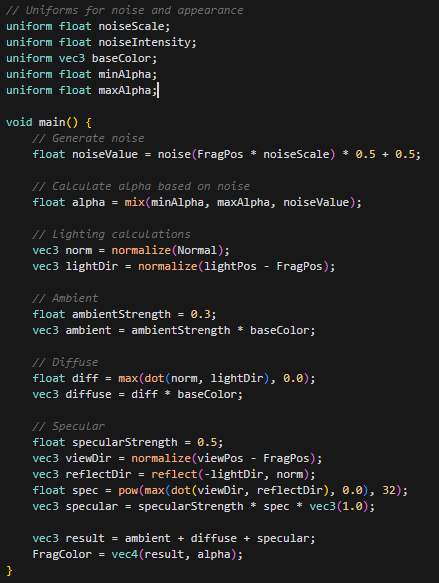 // Uniforms for noise and appearance
uniform float noiseScale;
uniform float noiseIntensity;
uniform vec3 baseColor;
uniform float minAlpha;
uniform float maxAlpha;

void main() {
    // Generate noise
    float noiseValue = noise(FragPos * noiseScale) * 0.5 + 0.5;

    // Calculate alpha based on noise
    float alpha = mix(minAlpha, maxAlpha, noiseValue);

    // Lighting calculations
    vec3 norm = normalize(Normal);
    vec3 lightDir = normalize(lightPos - FragPos);

    // Ambient
    float ambientStrength = 0.3;
    vec3 ambient = ambientStrength * baseColor;

    // Diffuse
    float diff = max(dot(norm, lightDir), 0.0);
    vec3 diffuse = diff * baseColor;

    // Specular
    float specularStrength = 0.5;
    vec3 viewDir = normalize(viewPos - FragPos);
    vec3 reflectDir = reflect(-lightDir, norm);
    float spec = pow(max(dot(viewDir, reflectDir), 0.0), 32);
    vec3 specular = specularStrength * spec * vec3(1.0);

    vec3 result = ambient + diffuse + specular;
    FragColor = vec4(result, alpha);
}